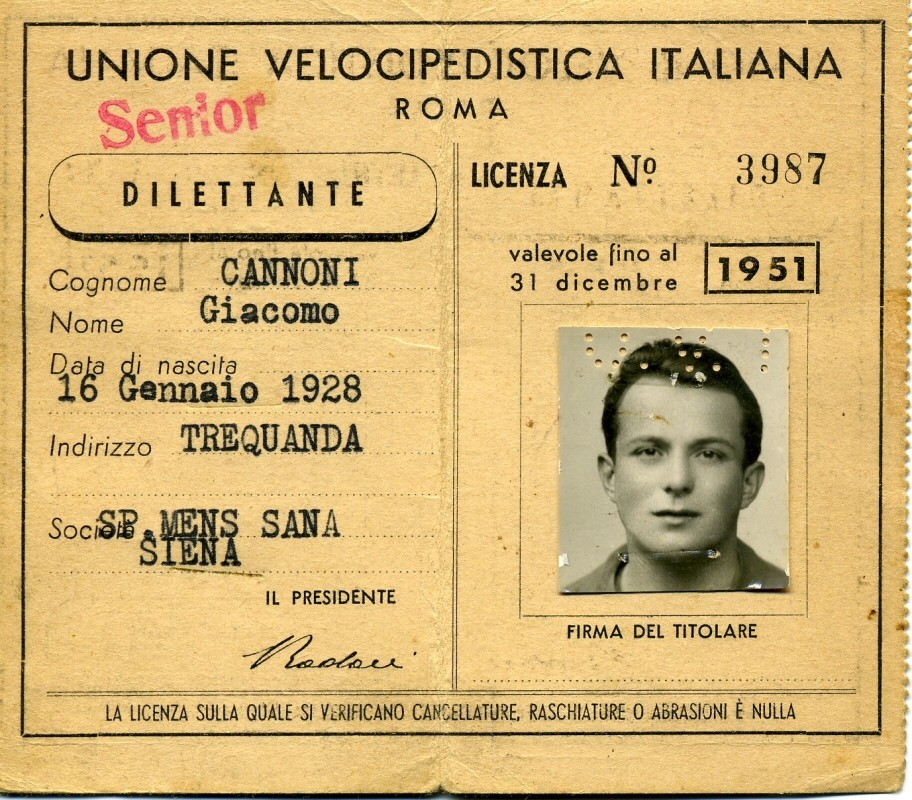 UNIONE VELOCIPEDISTICA ITALIANA
ROMA
Senior
DILETTANTE
Cognome CANNONI
Nome Giacomo
Data di nascita
16 Gennaio 1928
Indirizzo TREQUANDA
Società SP.MENS SANA
SIENA
IL PRESIDENTE
LICENZA Nº 3987
valevole fino al
31 dicembre 1951
FIRMA DEL TITOLARE
LA LICENZA SULLA QUALE SI VERIFICANO CANCELLATURE, RASCHIATURE O ABRASIONI È NULLA